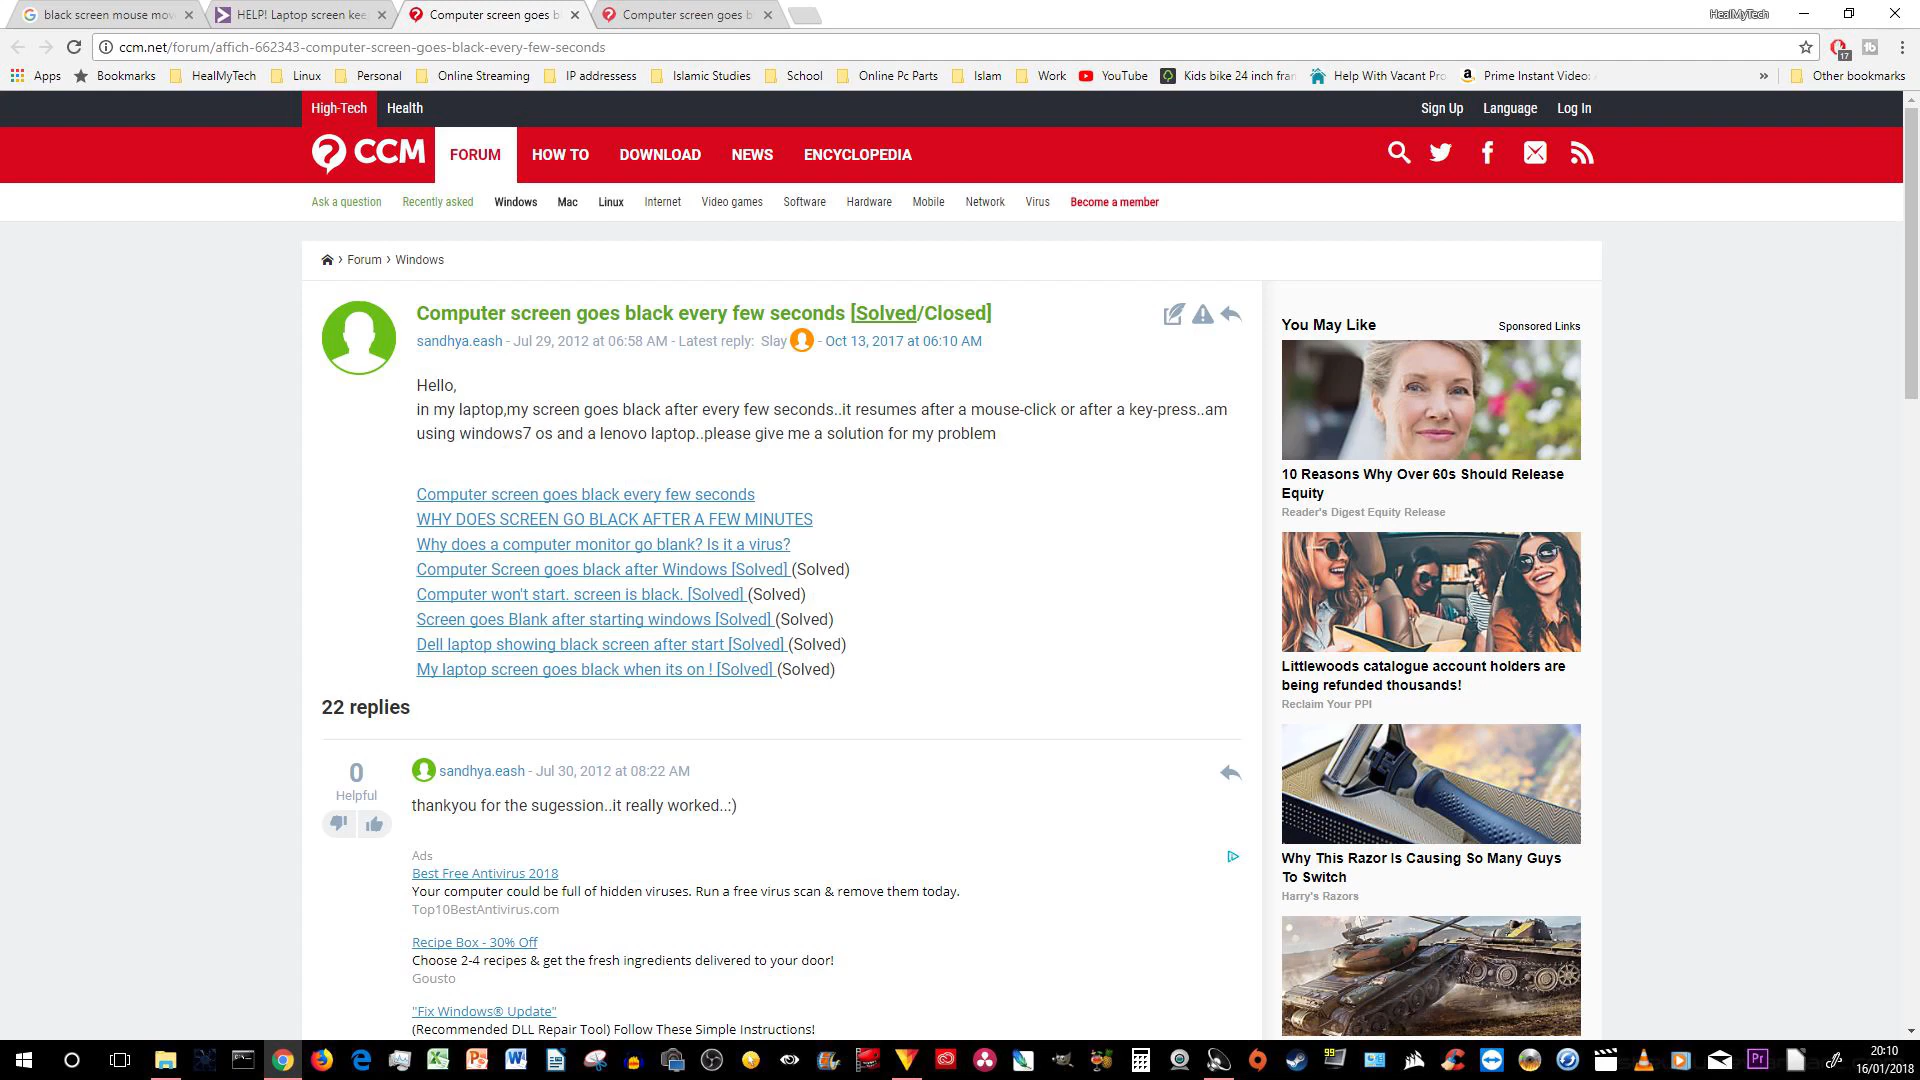 black screen mouse mov
HELP! Laptop screen kee
Computer screen goes b
Computer screen goes b
HealMyTech
ccm.net/forum/affich-662343-computer-screen-goes-black-every-few-seconds
17
Apps Bookmarks HealMyTech Linux Personal Online Streaming IP addressess Islamic Studies School Online Pc Parts Islam Work YouTube Kids bike 24 inch fran Help With Vacant Pro Prime Instant Video: » Other bookmarks
High-Tech Health Sign Up Language Log In
CCM FORUM HOW TO DOWNLOAD NEWS ENCYCLOPEDIA
Ask a question Recently asked Windows Mac Linux Internet Video games Software Hardware Mobile Network Virus Become a member
› Forum › Windows
Computer screen goes black every few seconds [Solved/Closed]
sandhya.eash - Jul 29, 2012 at 06:58 AM - Latest reply: Slay - Oct 13, 2017 at 06:10 AM
Hello,
in my laptop,my screen goes black after every few seconds..it resumes after a mouse-click or after a key-press..am
using windows7 os and a lenovo laptop..please give me a solution for my problem
Computer screen goes black every few seconds
WHY DOES SCREEN GO BLACK AFTER A FEW MINUTES
Why does a computer monitor go blank? Is it a virus?
Computer Screen goes black after Windows [Solved] (Solved)
Computer won't start. screen is black. [Solved] (Solved)
Screen goes Blank after starting windows [Solved] (Solved)
Dell laptop showing black screen after start [Solved] (Solved)
My laptop screen goes black when its on ! [Solved] (Solved)
22 replies
0
Helpful
sandhya.eash - Jul 30, 2012 at 08:22 AM
thankyou for the sugession..it really worked..:)
Ads
Best Free Antivirus 2018
Your computer could be full of hidden viruses. Run a free virus scan & remove them today.
Top10BestAntivirus.com
Recipe Box - 30% Off
Choose 2-4 recipes & get the fresh ingredients delivered to your door!
Gousto
"Fix Windows® Update"
(Recommended DLL Repair Tool) Follow These Simple Instructions!
You May Like Sponsored Links
10 Reasons Why Over 60s Should Release
Equity
Reader's Digest Equity Release
Littlewoods catalogue account holders are
being refunded thousands!
Reclaim Your PPI
Why This Razor Is Causing So Many Guys
To Switch
Harry's Razors
99
Pr
20:10
16/01/2018